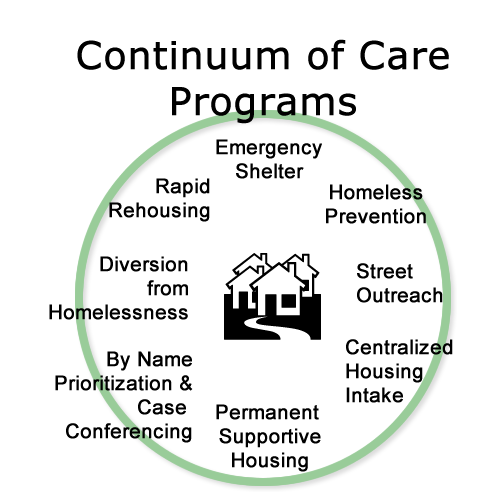 Continuum of Care
Programs
Emergency
Shelter
Homeless
Prevention
Street
Outreach
Centralized
Housing
Intake
Permanent
Supportive
Housing
By Name
Prioritization &
Case
Conferencing
Diversion
from
Homelessness
Rapid
Rehousing